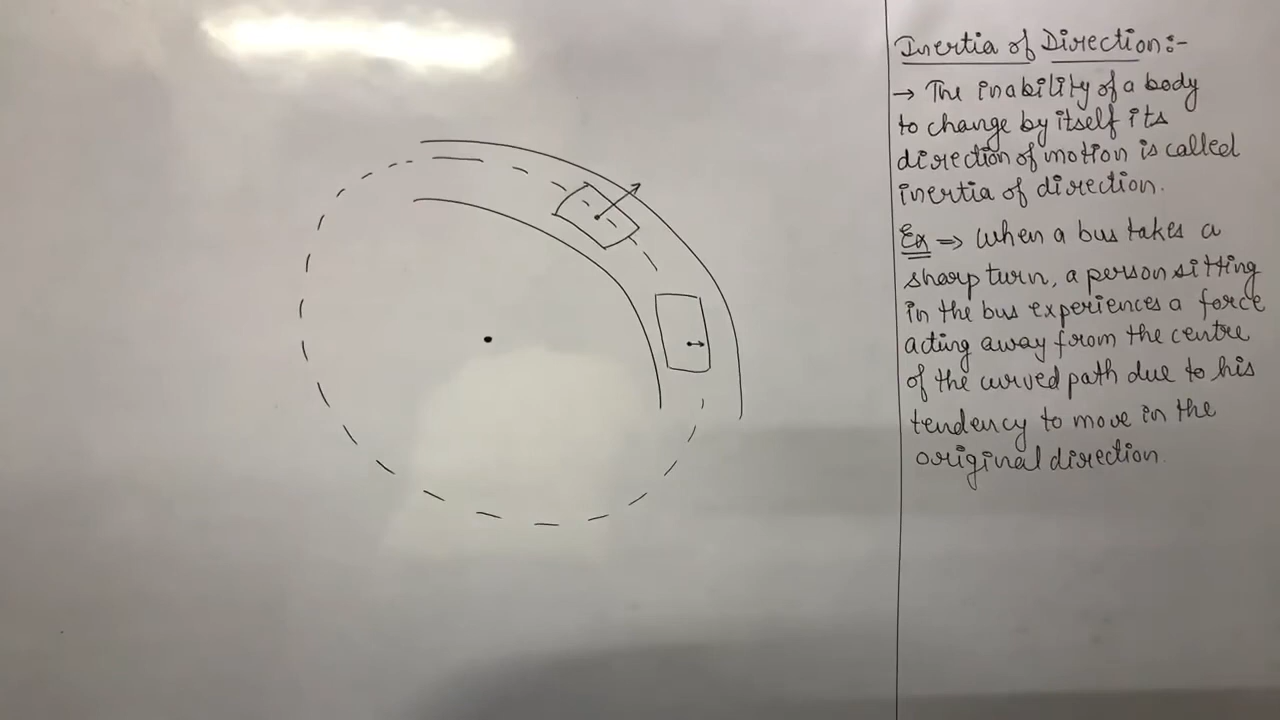 Inertia of Direction:-
→ The inability of a body
to change by itself its
direction of motion is called
inertia of direction.
Ex ⇒ When a bus takes a
sharp turn, a person sitting
in the bus experiences a force
acting away from the centre
of the curved path due to his
tendency to move in the
original direction.